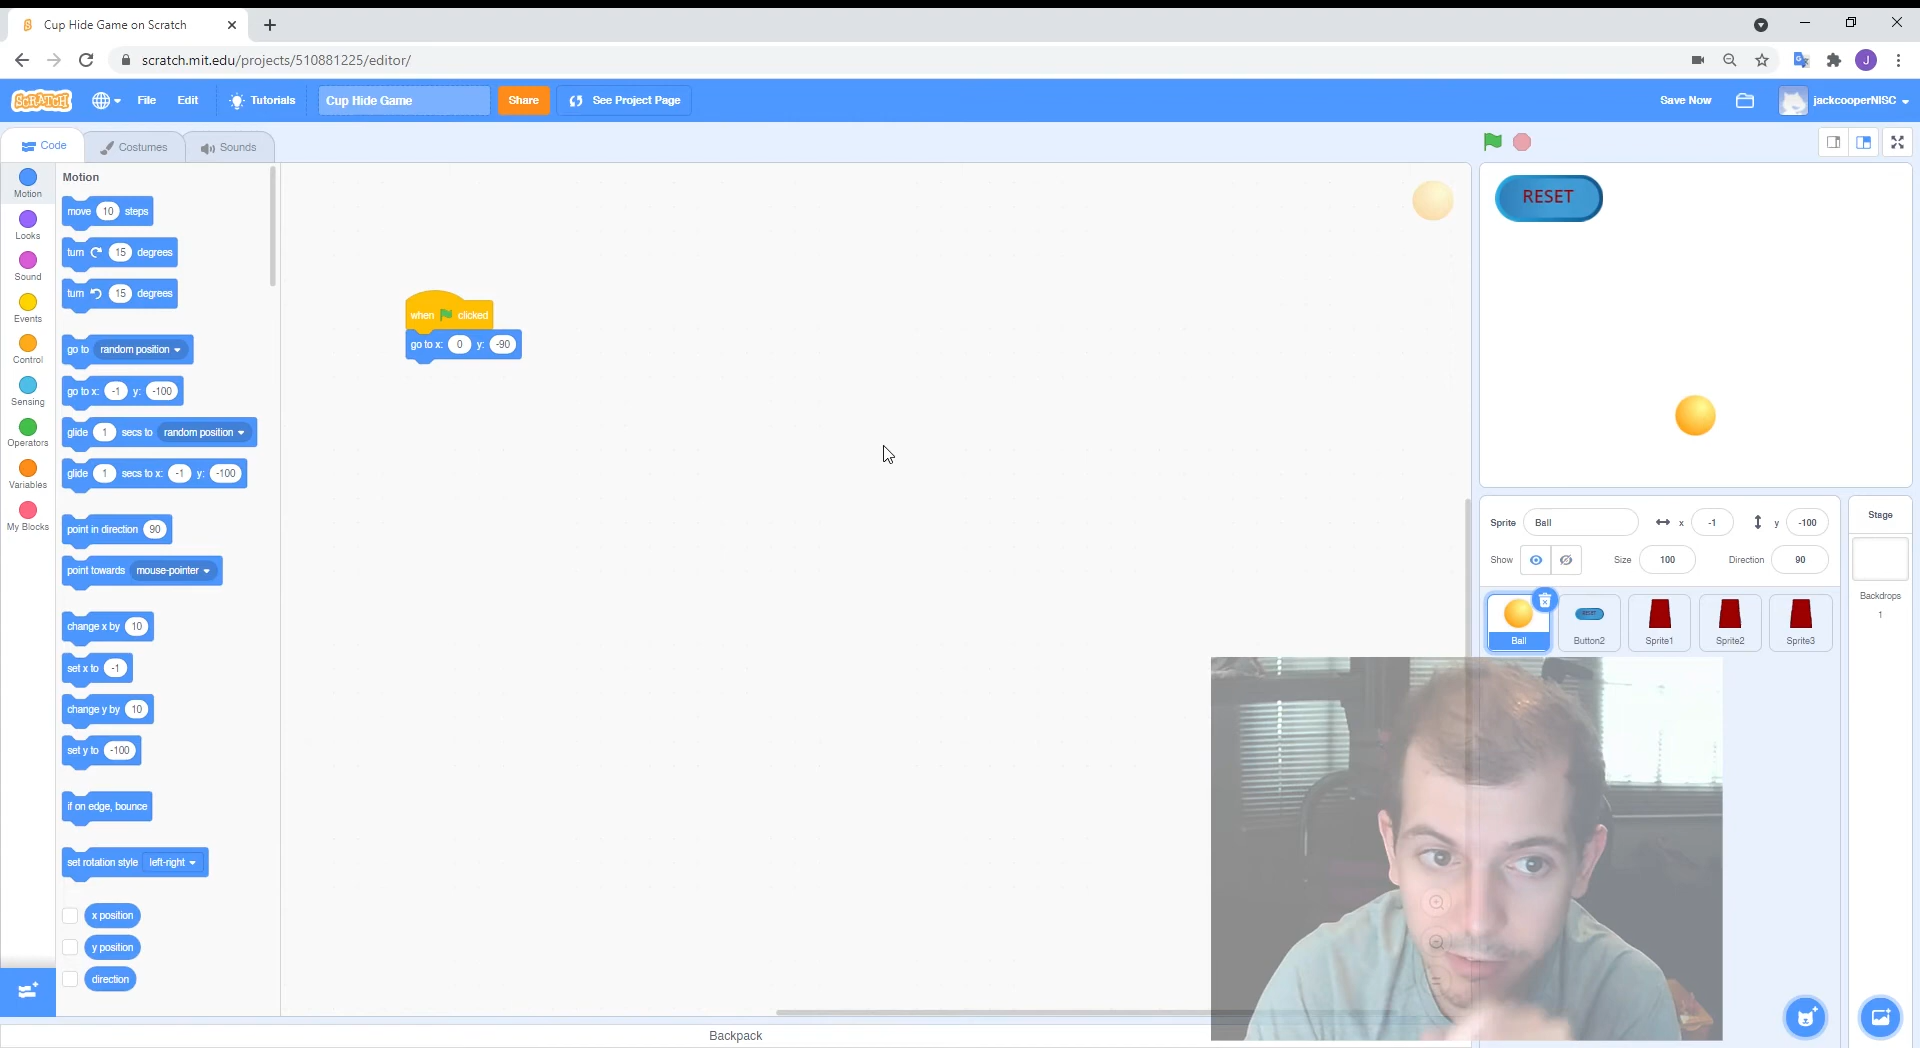 Cup Hide Game on Scratch
scratch.mit.edu/projects/510881225/editor/
J
SCRATCH
File
Edit
Tutorials
Cup Hide Game
Share
See Project Page
Save Now
jackcooperNISC
Code
Costumes
Sounds
Motion
Looks
Sound
Events
Control
Sensing
Operators
Variables
My Blocks
Motion
move 10 steps
turn 15 degrees
turn 15 degrees
go to random position
go to x: -1 y: -100
glide 1 secs to random position
glide 1 secs to x: -1 y: -100
point in direction 90
point towards mouse-pointer
change x by 10
set x to -1
change y by 10
set y to -100
if on edge, bounce
set rotation style left-right
x position
y position
direction
when clicked
go to x: 0 y: -90
RESET
Sprite Ball x -1 y -100
Show Size 100 Direction 90
Ball
Button2
Sprite1
Sprite2
Sprite3
Stage
Backdrops
1
Backpack